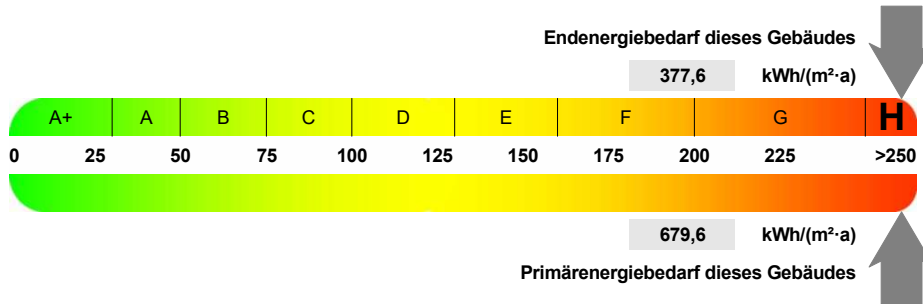 Endenergiebedarf dieses Gebäudes
377,6 kWh/(m²·a)
A+ A B C D E F G H
0 25 50 75 100 125 150 175 200 225 >250
679,6 kWh/(m²·a)
Primärenergiebedarf dieses Gebäudes